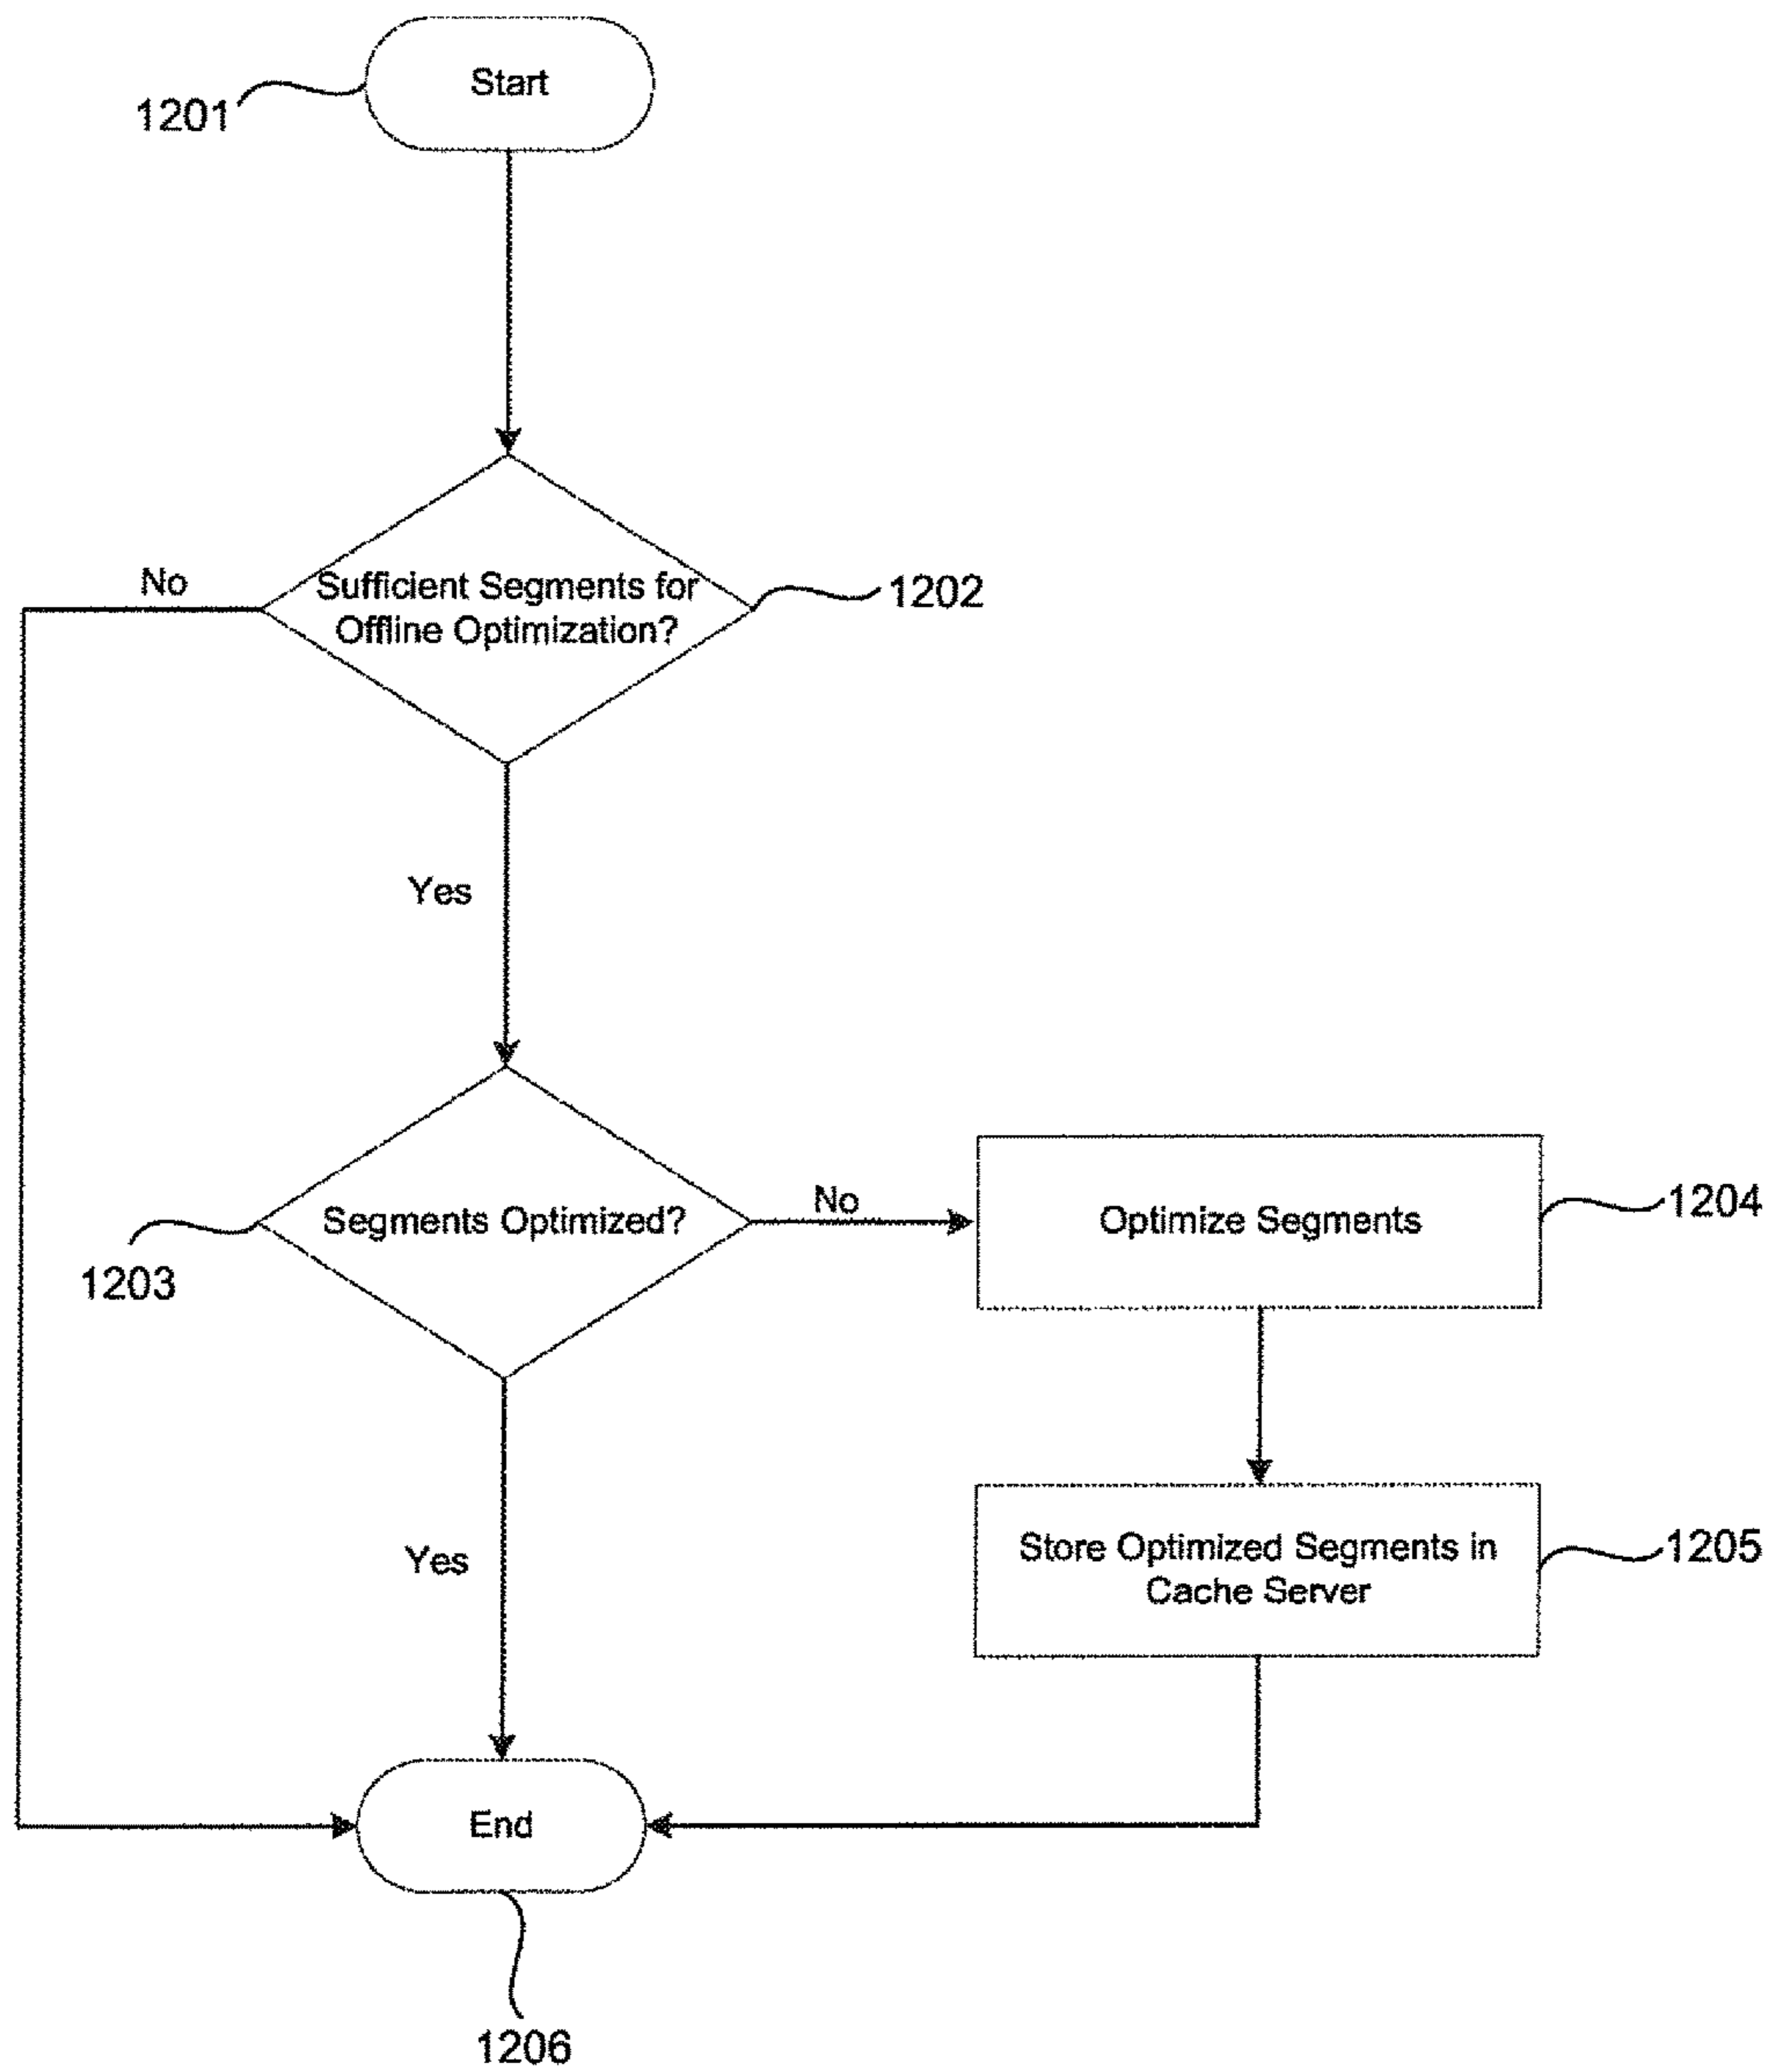 Start
1201
No
Sufficient Segments for
Offline Optimization?
1202
Yes
Segments Optimized?
1203
No
Optimize Segments
1204
Store Optimized Segments in
Cache Server
1205
Yes
End
1206